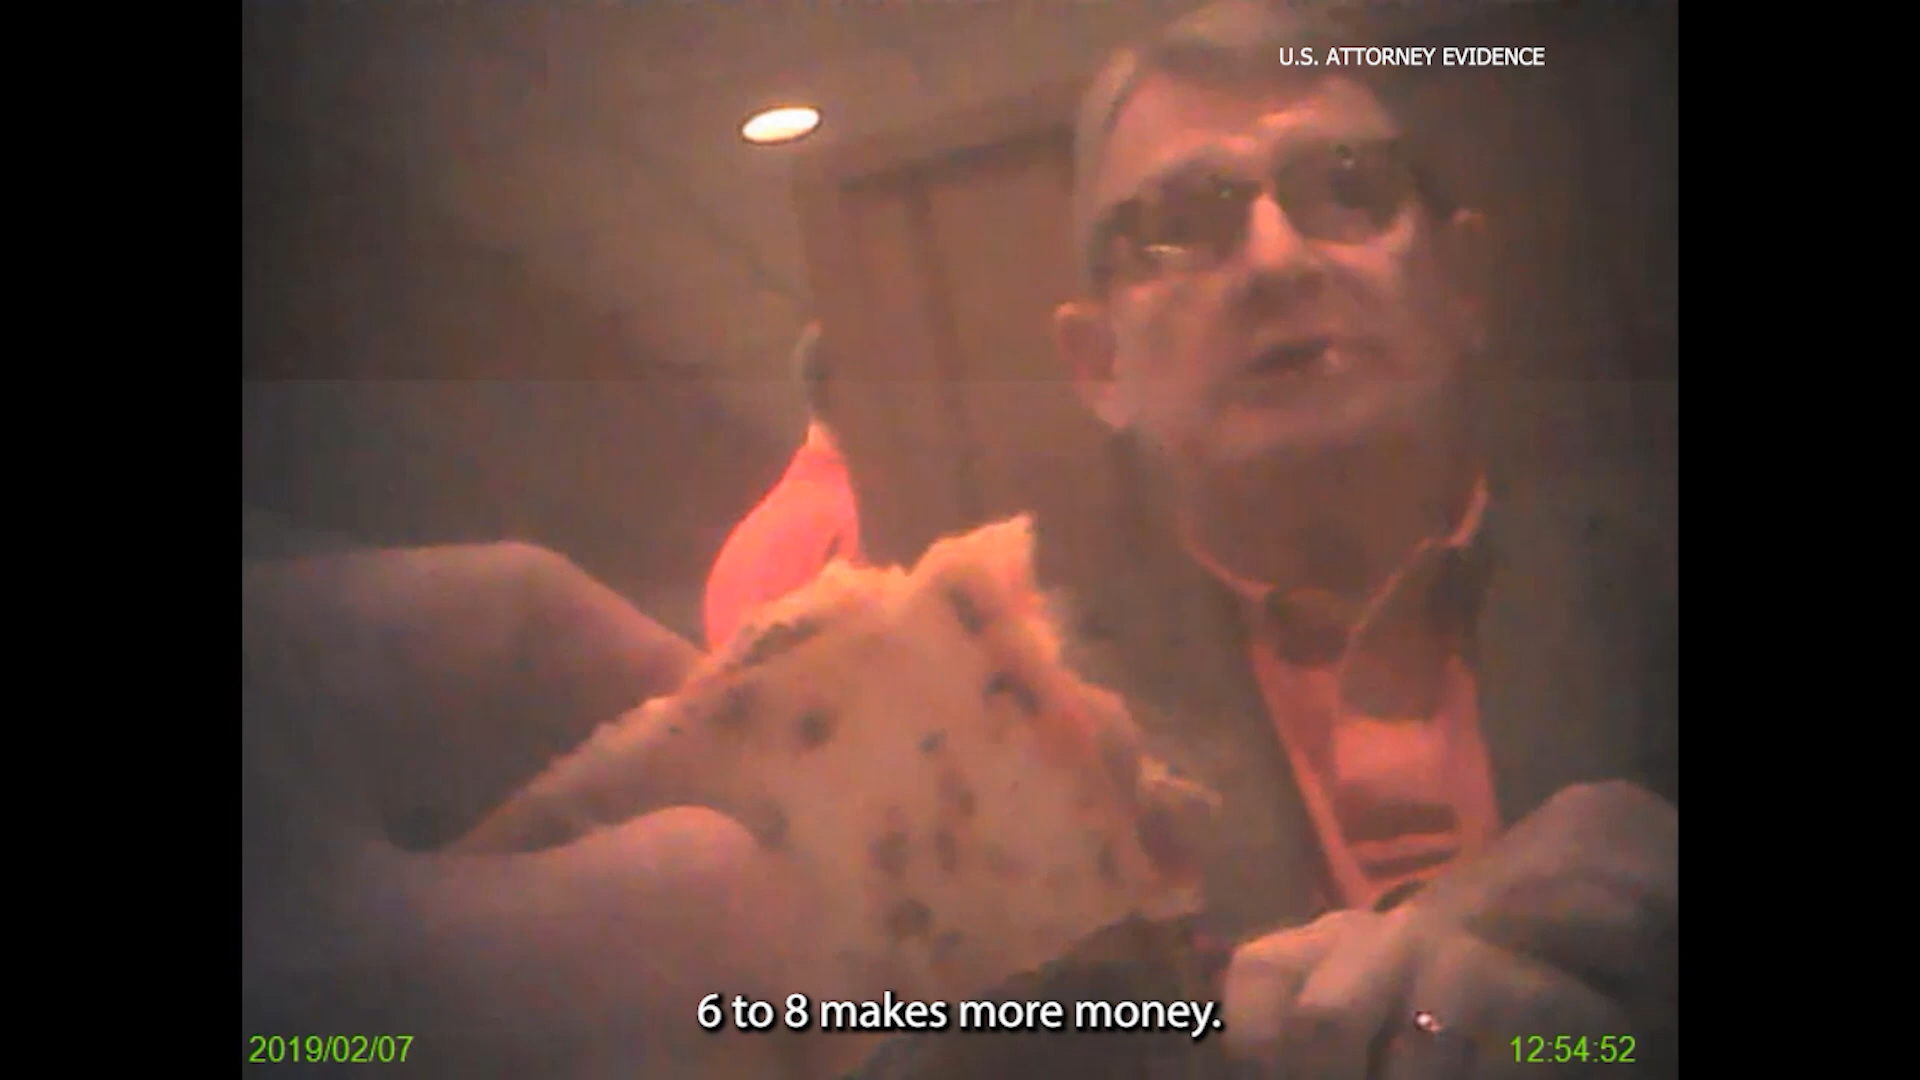 U.S. ATTORNEY EVIDENCE
6 to 8 makes more money.
2019/02/07
12:54:52